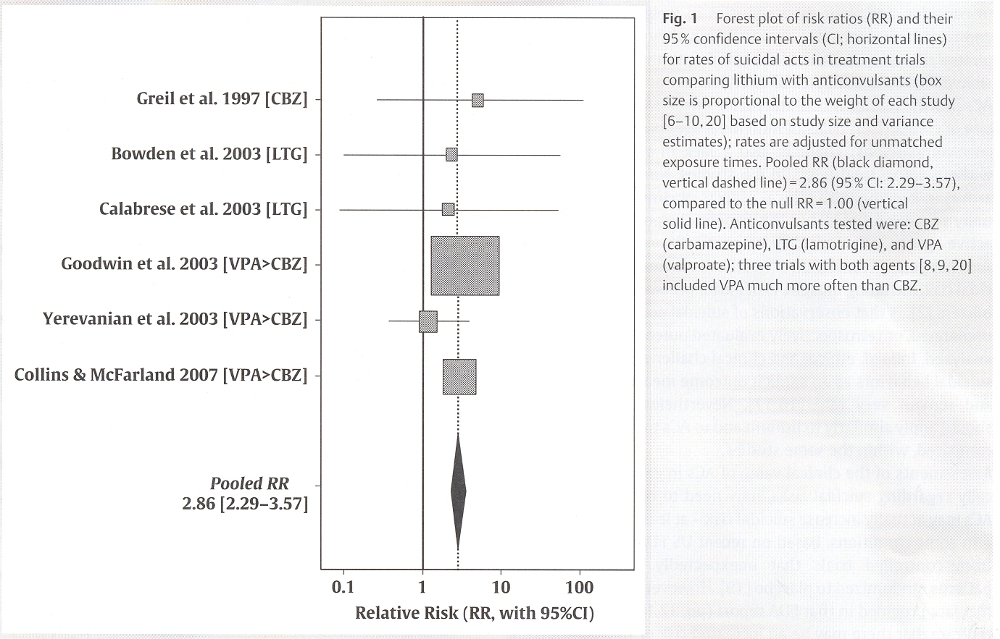 Greil et al. 1997 [CBZ]
Bowden et al. 2003 [LTG]
Calabrese et al. 2003 [LTG]
Goodwin et al. 2003 [VPA>CBZ]
Yerevanian et al. 2003 [VPA>CBZ]
Collins & McFarland 2007 [VPA>CBZ]
Pooled RR
2.86 [2.29–3.57]
0.1 1 10 100
Relative Risk (RR, with 95%CI)
Fig. 1 Forest plot of risk ratios (RR) and their
95% confidence intervals (CI; horizontal lines)
for rates of suicidal acts in treatment trials
comparing lithium with anticonvulsants (box
size is proportional to the weight of each study
[6–10, 20] based on study size and variance
estimates); rates are adjusted for unmatched
exposure times. Pooled RR (black diamond,
vertical dashed line) = 2.86 (95% CI: 2.29–3.57),
compared to the null RR = 1.00 (vertical
solid line). Anticonvulsants tested were: CBZ
(carbamazepine), LTG (lamotrigine), and VPA
(valproate); three trials with both agents [8, 9, 20]
included VPA much more often than CBZ.